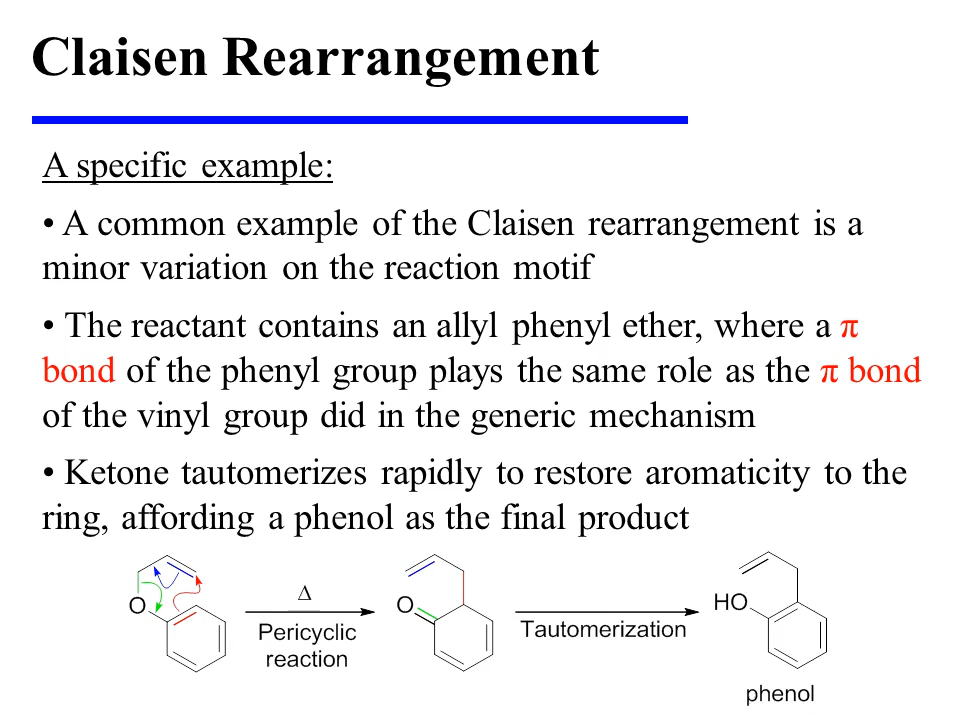 Claisen Rearrangement
A specific example:
• A common example of the Claisen rearrangement is a
minor variation on the reaction motif
• The reactant contains an allyl phenyl ether, where a π
bond of the phenyl group plays the same role as the π bond
of the vinyl group did in the generic mechanism
• Ketone tautomerizes rapidly to restore aromaticity to the
ring, affording a phenol as the final product
O
Δ
Pericyclic
reaction
O
Tautomerization
HO
phenol